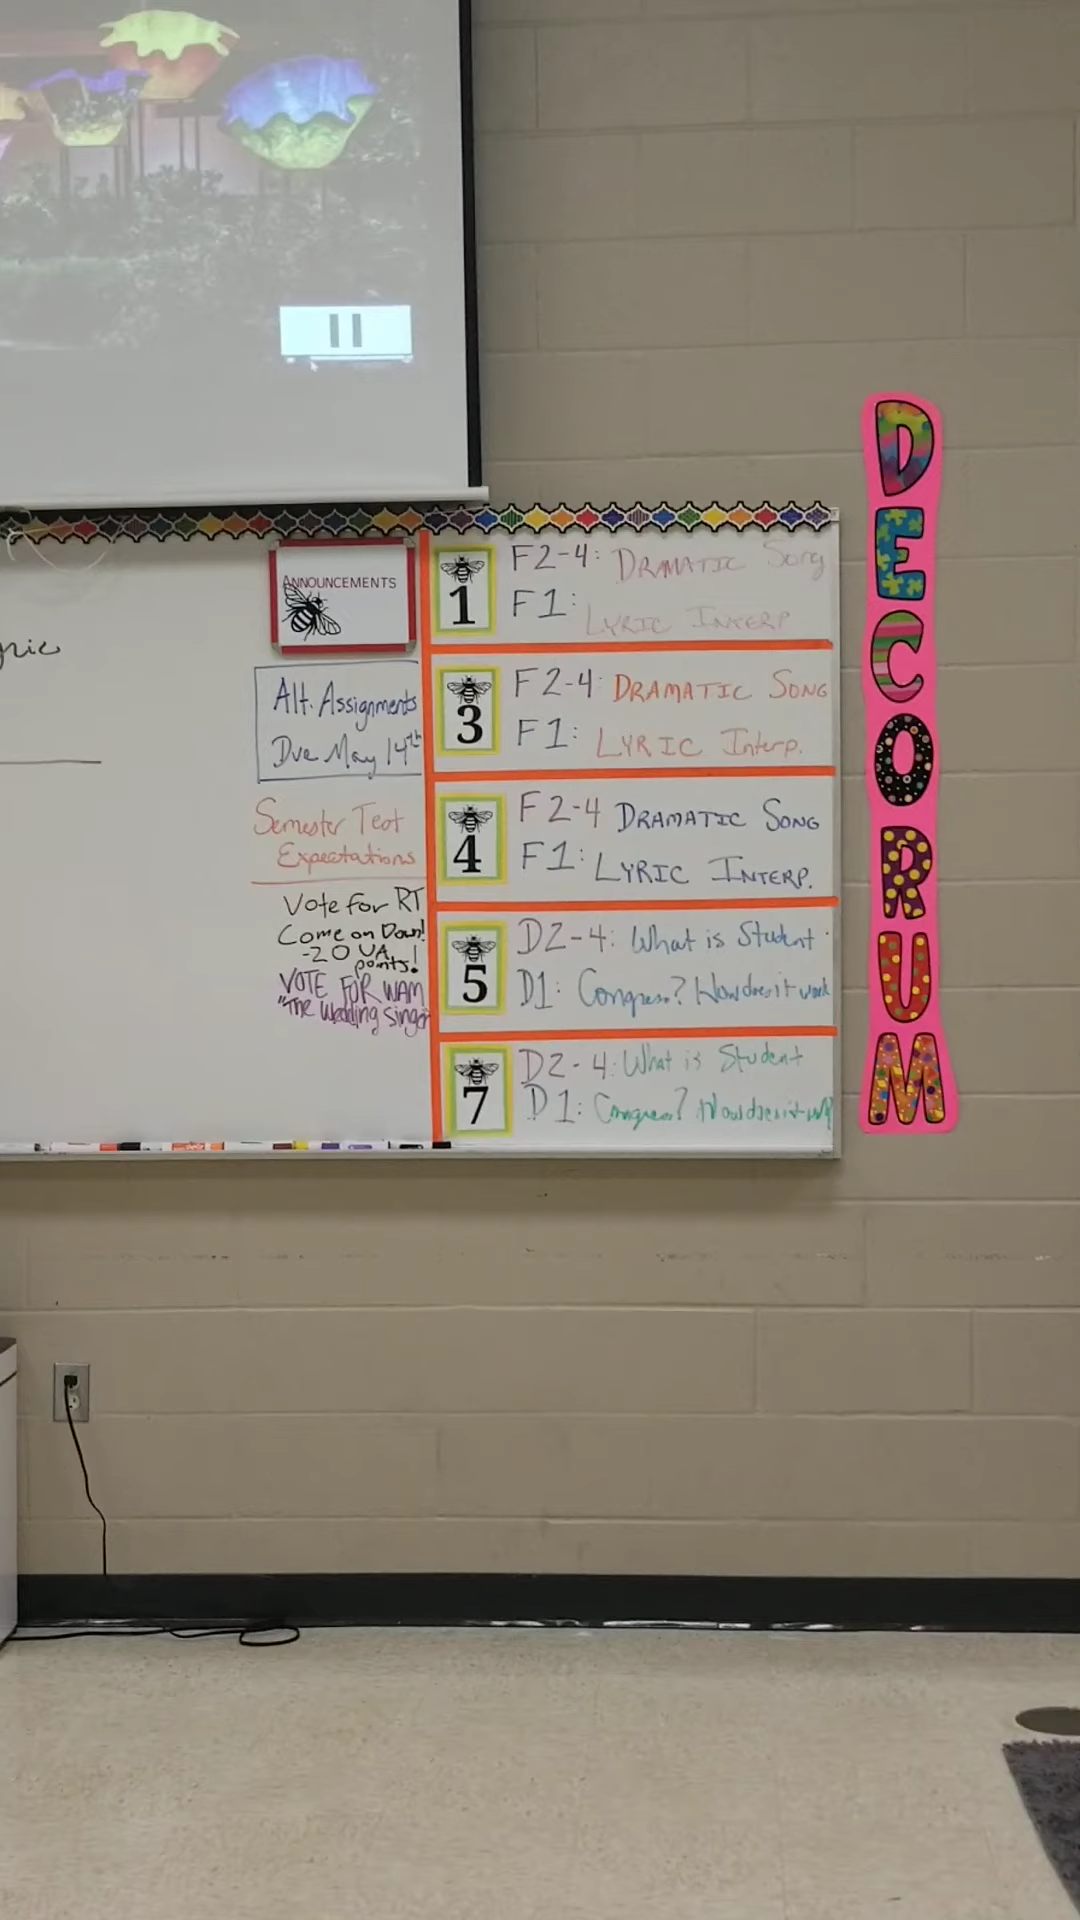 ANNOUNCEMENTS
Alt. Assignments
Due May 14th
Semester Test
Expectations
Vote for RT
Come on Down!
-20 UA
points!
VOTE FOR WAM
"The Wedding singer
1
F2-4: DRAMATIC Song
F1: LYRIC INTERP
3
F2-4 DRAMATIC SONG
F1: LYRIC Interp.
4
F2-4 DRAMATIC SONG
F1: LYRIC INTERP.
5
D2-4: What is Student
D1: Congress? How does it work
7
D2-4: What is Student
D1: Congress? How does it
DECORUM